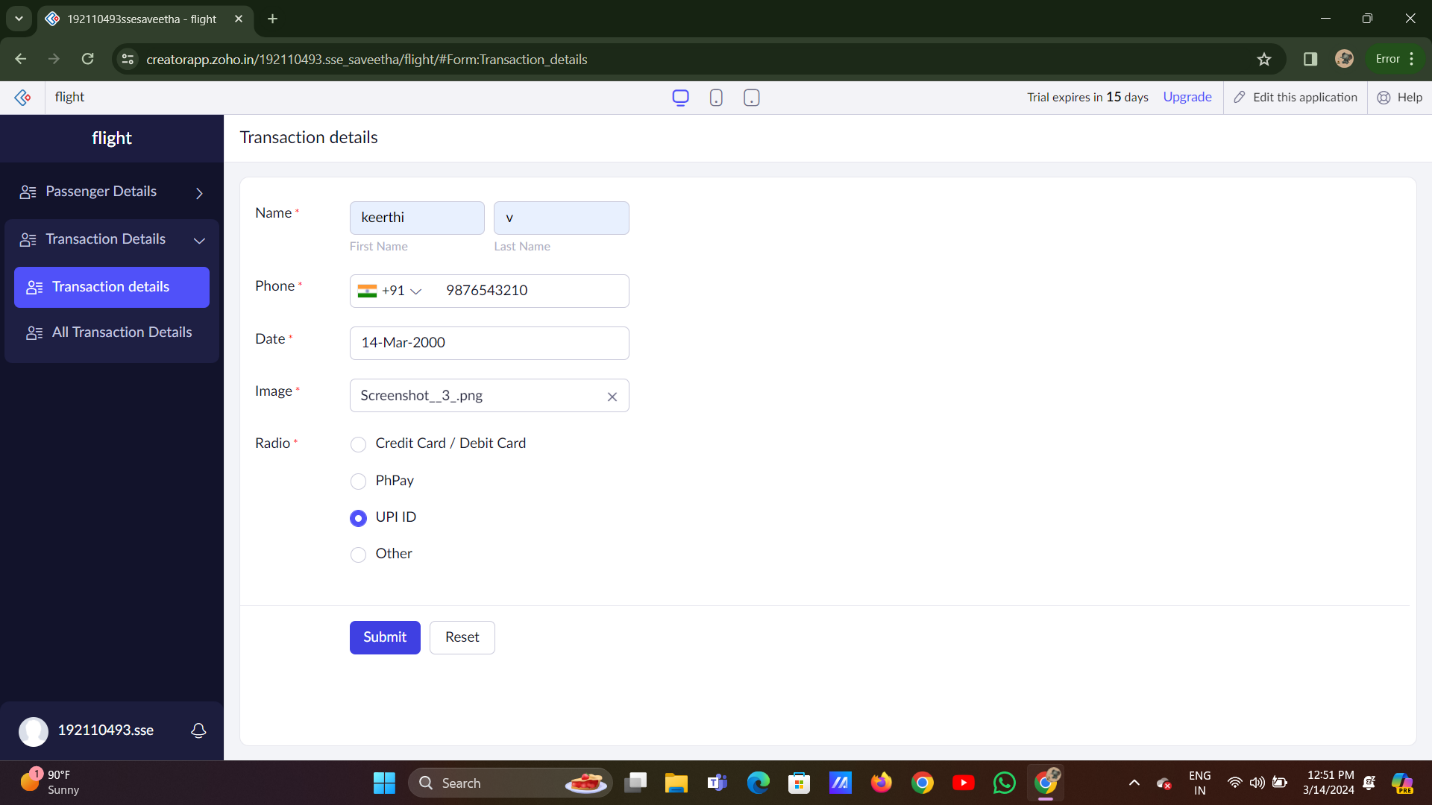 192110493ssesaveetha - flight
creatorapp.zoho.in/192110493.sse_saveetha/flight/#Form:Transaction_details
Error
flight
Trial expires in 15 days Upgrade Edit this application Help
flight
Transaction details
Passenger Details
Transaction Details
Transaction details
All Transaction Details
Name * keerthi v
First Name Last Name
Phone * +91 9876543210
Date * 14-Mar-2000
Image * Screenshot__3_.png
Radio * Credit Card / Debit Card
PhPay
UPI ID
Other
Submit Reset
192110493.sse
1
90°F
Sunny
Search
ENG
IN
12:51 PM
3/14/2024
PRE